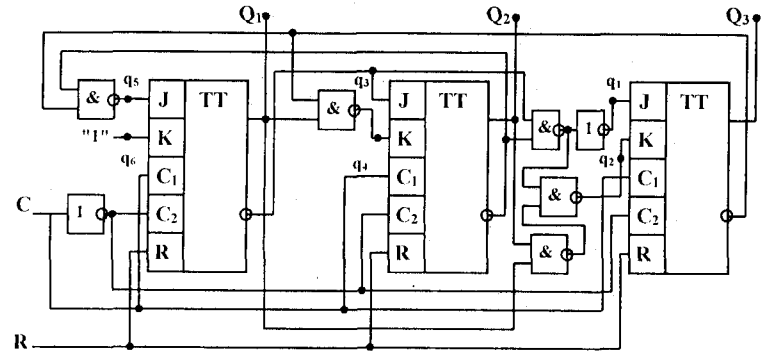 Q₁ Q₂ Q₃
& q₅ J TT
"1" K
q₆ C₁
C 1 C₂
R
q₃ J TT
& K
q₄ C₁
C₂
R
& 1 q₁ J TT
q₂ K
& C₁
C₂
& R
R